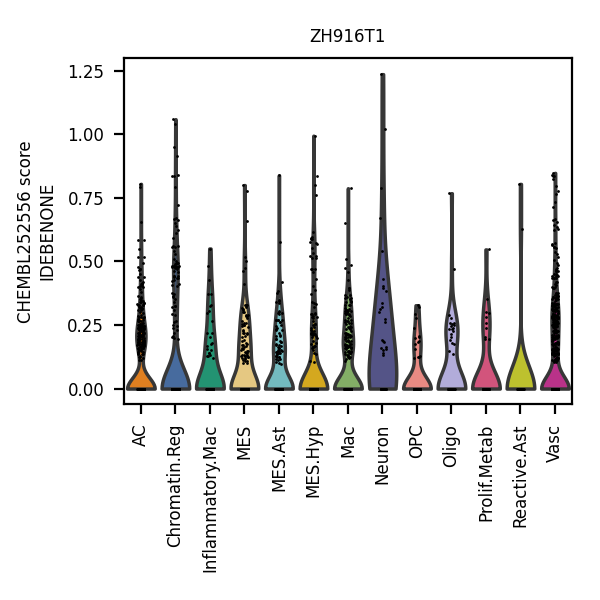 ZH916T1
CHEMBL252556 score
IDEBENONE
1.25
1.00
0.75
0.50
0.25
0.00
AC
Chromatin.Reg
Inflammatory.Mac
MES
MES.Ast
MES.Hyp
Mac
Neuron
OPC
Oligo
Prolif.Metab
Reactive.Ast
Vasc